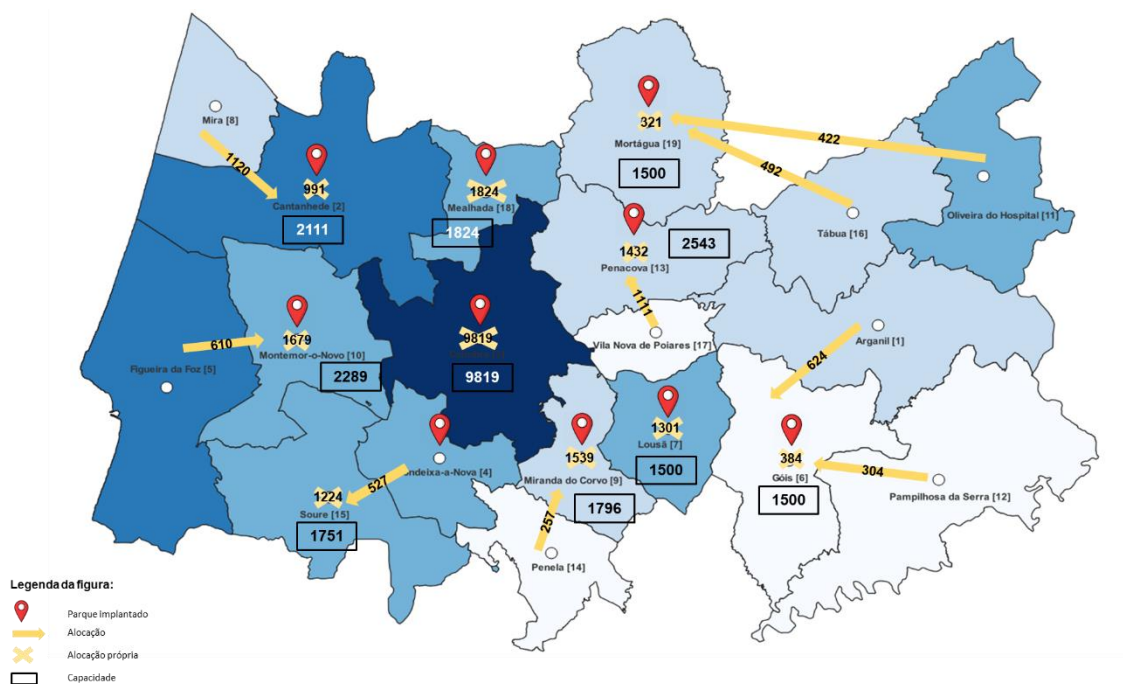 321
Mortágua [19]
1500
422
492
Mira [8]
1120
991
Cantanhede [2]
2111
1824
Mealhada [18]
1824
Oliveira do Hospital [11]
Tábua [16]
1432
Penacova [13]
2543
1111
Vila Nova de Poiares [17]
610
1679
Montemor-o-Novo [10]
2289
Figueira da Foz [5]
9819
9819
Arganil [1]
624
1301
Lousã [7]
1500
384
Góis [6]
1500
304
Pampilhosa da Serra [12]
ndeixa-a-Nova [4]
527
1224
Soure [15]
1751
1539
Miranda do Corvo [9]
1796
257
Penela [14]
Legenda da figura:
Parque Implantado
Alocação
Alocação própria
Capacidade